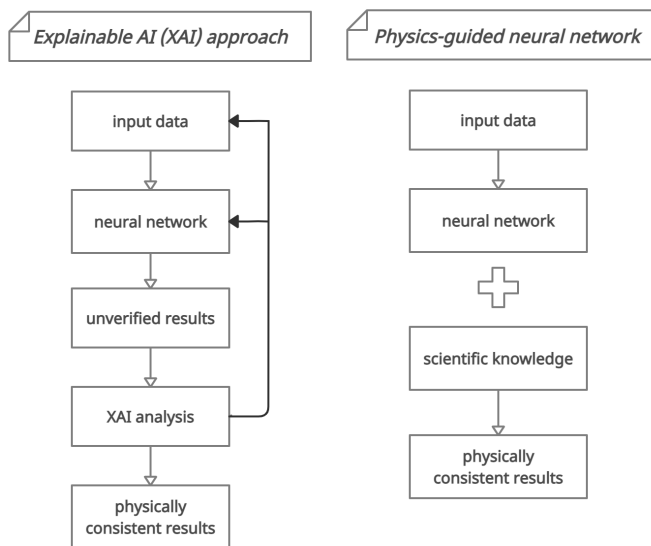 Explainable AI (XAI) approach
input data
neural network
unverified results
XAI analysis
physically
consistent results
Physics-guided neural network
input data
neural network
scientific knowledge
physically
consistent results